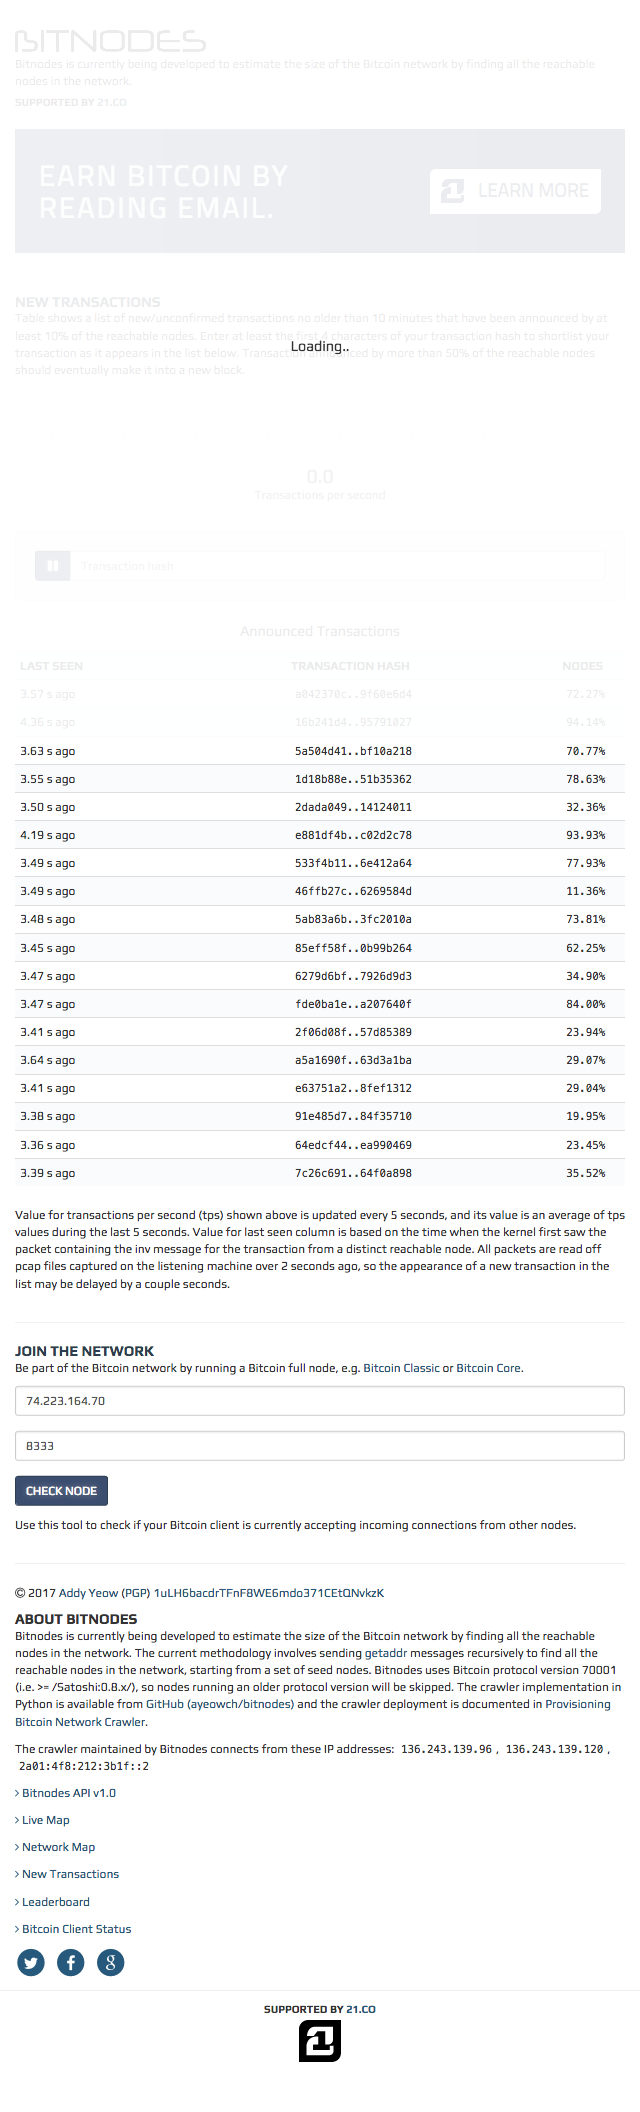 BITNODES
Bitnodes is currently being developed to estimate the size of the Bitcoin network by finding all the reachable
nodes in the network.
SUPPORTED BY 21.CO
EARN BITCOIN BY
READING EMAIL.
LEARN MORE
NEW TRANSACTIONS
Table shows a list of new/unconfirmed transactions no older than 10 minutes that have been announced by at
least 10% of the reachable nodes. Enter at least the first 4 characters of your transaction hash to shortlist your
transaction as it appears in the list below. Transaction announced by more than 50% of the reachable nodes
should eventually make it into a new block.
Loading..
0.0
Transactions per second
Transaction hash
Announced Transactions
LAST SEEN TRANSACTION HASH NODES
3.57 s ago a042370c..9f60e6d4 72.27%
4.36 s ago 16b241d4..95791027 94.14%
3.63 s ago 5a504d41..bf10a218 70.77%
3.55 s ago 1d18b88e..51b35362 78.63%
3.50 s ago 2dada049..14124011 32.36%
4.19 s ago e881df4b..c02d2c78 93.93%
3.49 s ago 533f4b11..6e412a64 77.93%
3.49 s ago 46ffb27c..6269584d 11.36%
3.48 s ago 5ab83a6b..3fc2010a 73.81%
3.45 s ago 85eff58f..0b99b264 62.25%
3.47 s ago 6279d6bf..7926d9d3 34.90%
3.47 s ago fde0ba1e..a207640f 84.00%
3.41 s ago 2f06d08f..57d85389 23.94%
3.64 s ago a5a1690f..63d3a1ba 29.07%
3.41 s ago e63751a2..8fef1312 29.04%
3.38 s ago 91e485d7..84f35710 19.95%
3.36 s ago 64edcf44..ea990469 23.45%
3.39 s ago 7c26c691..64f0a898 35.52%
Value for transactions per second (tps) shown above is updated every 5 seconds, and its value is an average of tps
values during the last 5 seconds. Value for last seen column is based on the time when the kernel first saw the
packet containing the inv message for the transaction from a distinct reachable node. All packets are read off
pcap files captured on the listening machine over 2 seconds ago, so the appearance of a new transaction in the
list may be delayed by a couple seconds.
JOIN THE NETWORK
Be part of the Bitcoin network by running a Bitcoin full node, e.g. Bitcoin Classic or Bitcoin Core.
74.223.164.70
8333
CHECK NODE
Use this tool to check if your Bitcoin client is currently accepting incoming connections from other nodes.
© 2017 Addy Yeow (PGP) 1uLH6bacdrTFnF8WE6mdo371CEtQNvkzK
ABOUT BITNODES
Bitnodes is currently being developed to estimate the size of the Bitcoin network by finding all the reachable
nodes in the network. The current methodology involves sending getaddr messages recursively to find all the
reachable nodes in the network, starting from a set of seed nodes. Bitnodes uses Bitcoin protocol version 70001
(i.e. >= /Satoshi:0.8.x/), so nodes running an older protocol version will be skipped. The crawler implementation in
Python is available from GitHub (ayeowch/bitnodes) and the crawler deployment is documented in Provisioning
Bitcoin Network Crawler.
The crawler maintained by Bitnodes connects from these IP addresses: 136.243.139.96 , 136.243.139.120 ,
2a01:4f8:212:3b1f::2
Bitnodes API v1.0
Live Map
Network Map
New Transactions
Leaderboard
Bitcoin Client Status
SUPPORTED BY 21.CO
21